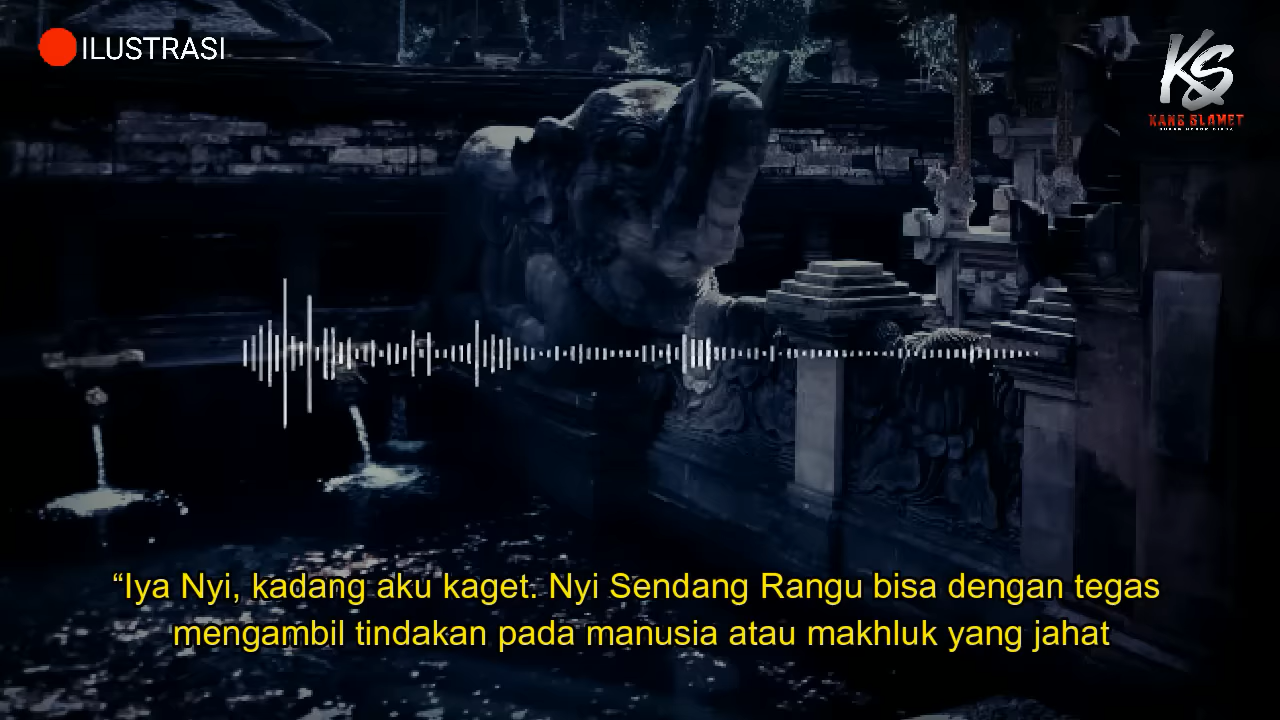 ILUSTRASI
KS
KANG SLAMET
“Iya Nyi, kadang aku kaget. Nyi Sendang Rangu bisa dengan tegas
mengambil tindakan pada manusia atau makhluk yang jahat